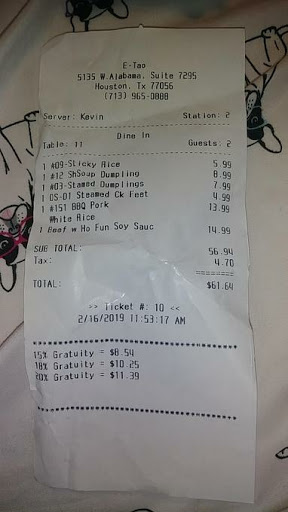 E-Tao
5135 W.Alabama, Suite 7295
Houston, Tx 77056
(713) 965-0888
Server: Kevin Station: 2
Dine In
Table: 11 Guests: 2
1 #09-Sticky Rice 5.99
1 #12 ShSoup Dumpling 8.99
1 #03-Stamed Dumplings 7.99
1 DS-01 Steamed Ck Feet 4.99
1 #151 BBQ Pork 13.99
White Rice
1 Beef w Ho Fun Soy Sauc 14.99
SUB TOTAL: 56.94
Tax: 4.70
=======
TOTAL: $61.64
>> Ticket #: 10 <<
2/16/2019 11:53:17 AM
15% Gratuity = $8.54
18% Gratuity = $10.25
20% Gratuity = $11.39